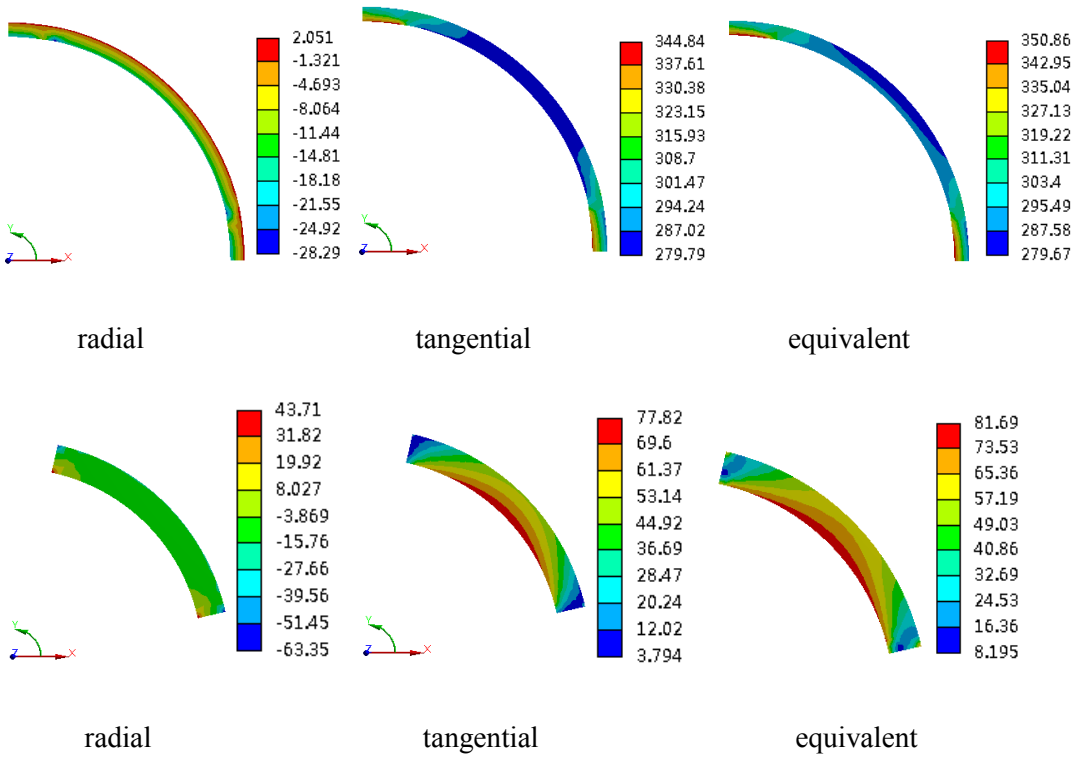 2.051
-1.321
-4.693
-8.064
-11.44
-14.81
-18.18
-21.55
-24.92
-28.29
Y
Z
X
344.84
337.61
330.38
323.15
315.93
308.7
301.47
294.24
287.02
279.79
Y
Z
X
350.86
342.95
335.04
327.13
319.22
311.31
303.4
295.49
287.58
279.67
Y
Z
X
radial
tangential
equivalent
43.71
31.82
19.92
8.027
-3.869
-15.76
-27.66
-39.56
-51.45
-63.35
Y
Z
X
77.82
69.6
61.37
53.14
44.92
36.69
28.47
20.24
12.02
3.794
Y
Z
X
81.69
73.53
65.36
57.19
49.03
40.86
32.69
24.53
16.36
8.195
Y
Z
X
radial
tangential
equivalent